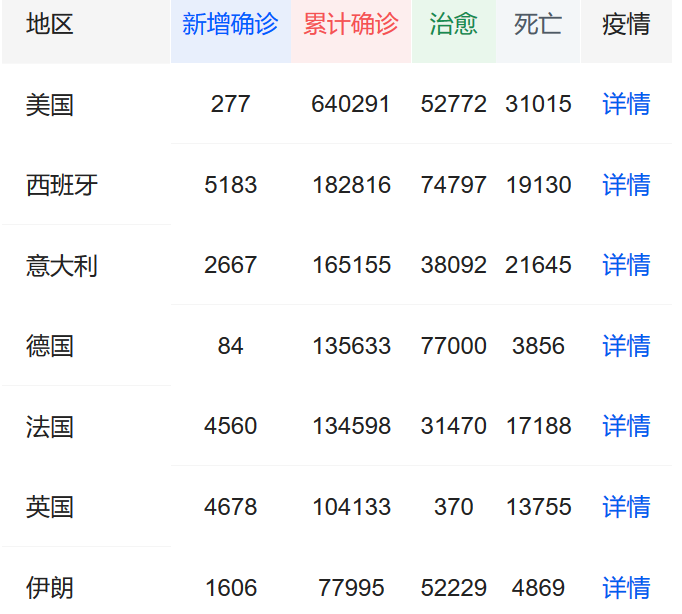 地区 新增确诊 累计确诊 治愈 死亡 疫情
美国 277 640291 52772 31015 详情
西班牙 5183 182816 74797 19130 详情
意大利 2667 165155 38092 21645 详情
德国 84 135633 77000 3856 详情
法国 4560 134598 31470 17188 详情
英国 4678 104133 370 13755 详情
伊朗 1606 77995 52229 4869 详情